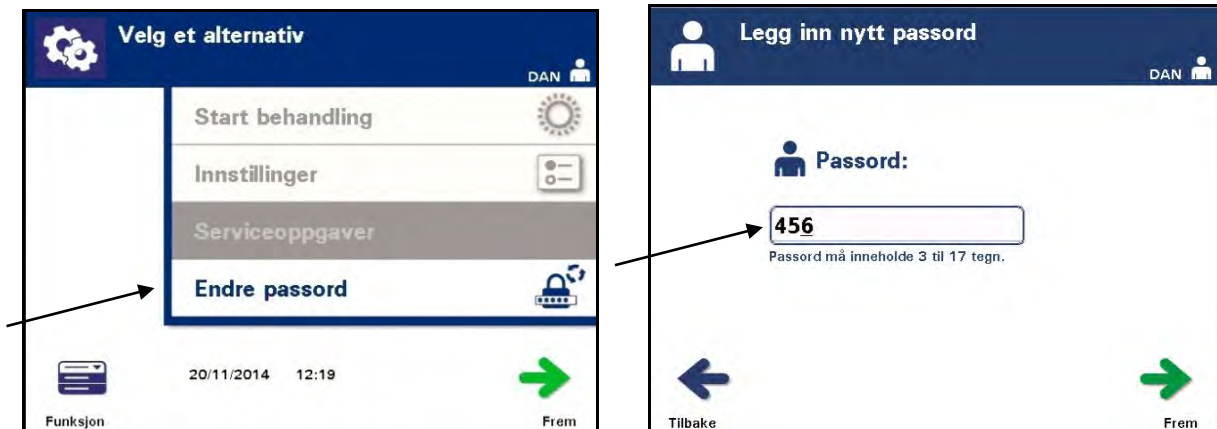 Velg et alternativ
DAN
Start behandling
Innstillinger
Serviceoppgaver
Endre passord
20/11/2014 12:19
Funksjon
Frem
Legg inn nytt passord
DAN
Passord:
456
Passord må inneholde 3 til 17 tegn.
Tilbake
Frem